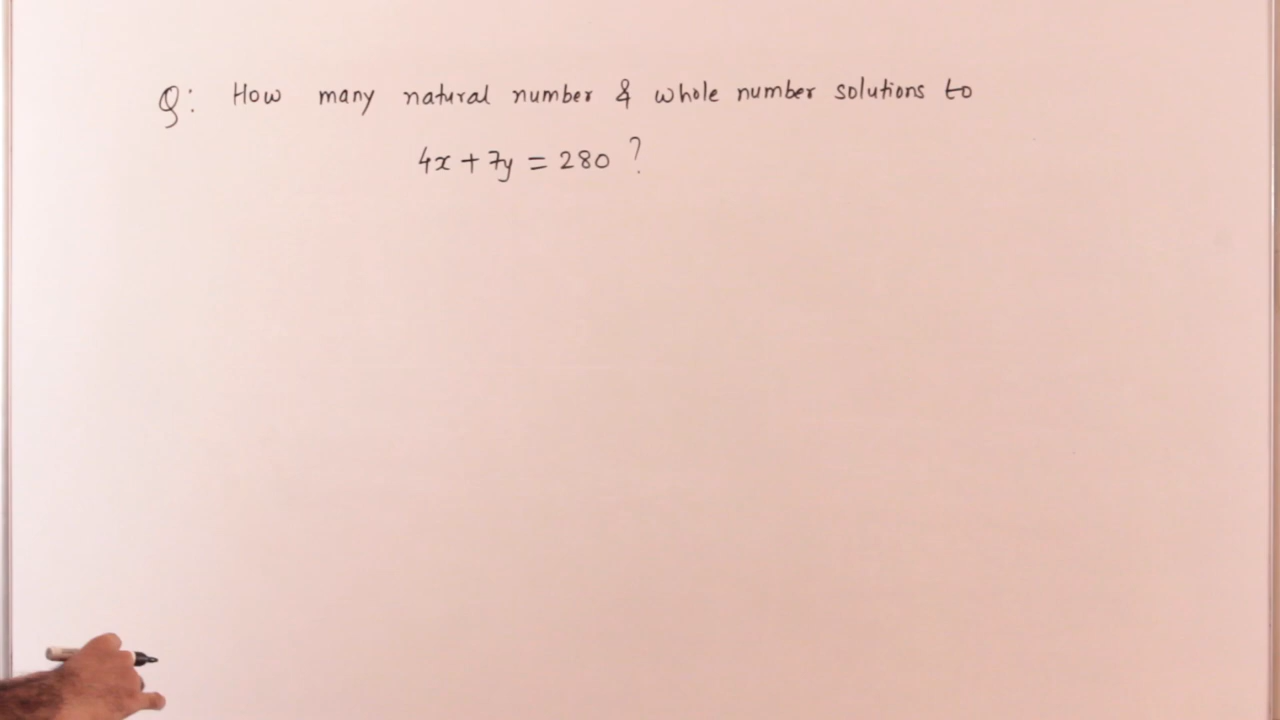 Q: How many natural number & whole number solutions to
4x + 7y = 280 ?